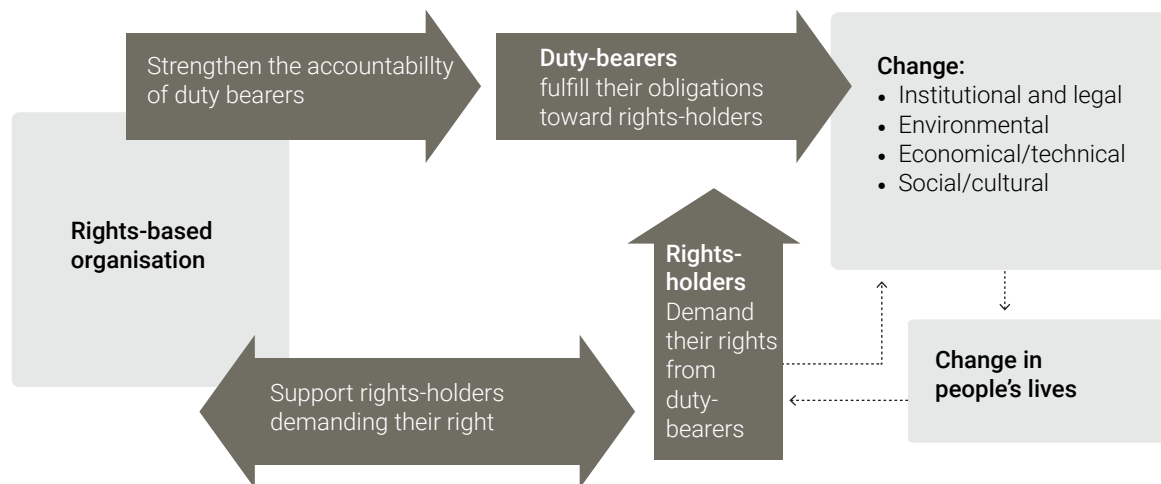 Strengthen the accountability
of duty bearers
Duty-bearers
fulfill their obligations
toward rights-holders
Change:
• Institutional and legal
• Environmental
• Economical/technical
• Social/cultural
Rights-based
organisation
Rights-
holders
Demand
their rights
from
duty-
bearers
Support rights-holders
demanding their right
Change in
people’s lives